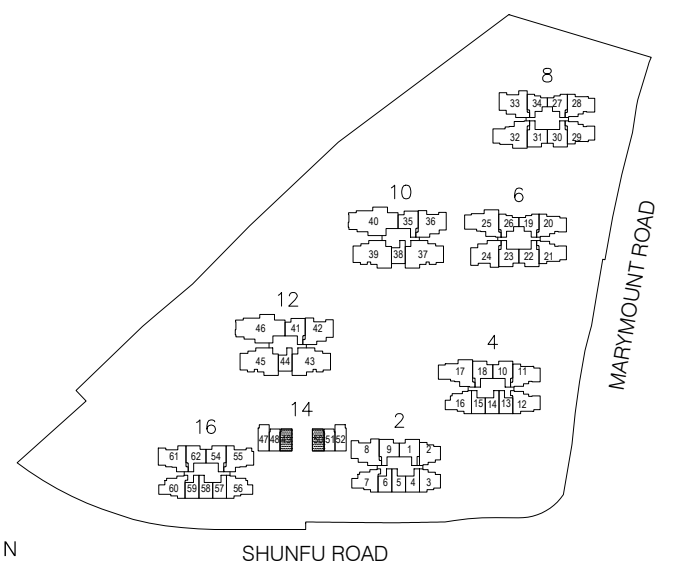 8
33 34 27 28
32 31 30 29
10
6
40 35 36
25 26 19 20
39 38 37
24 23 22 21
MARYMOUNT ROAD
12
46 41 42
45 44 43
4
17 18 10 11
16 15 14 13 12
14
2
47 48 49 50 51 52
16
8 9 1 2
61 62 54 55
7 6 5 4 3
60 59 58 57 56
N
SHUNFU ROAD